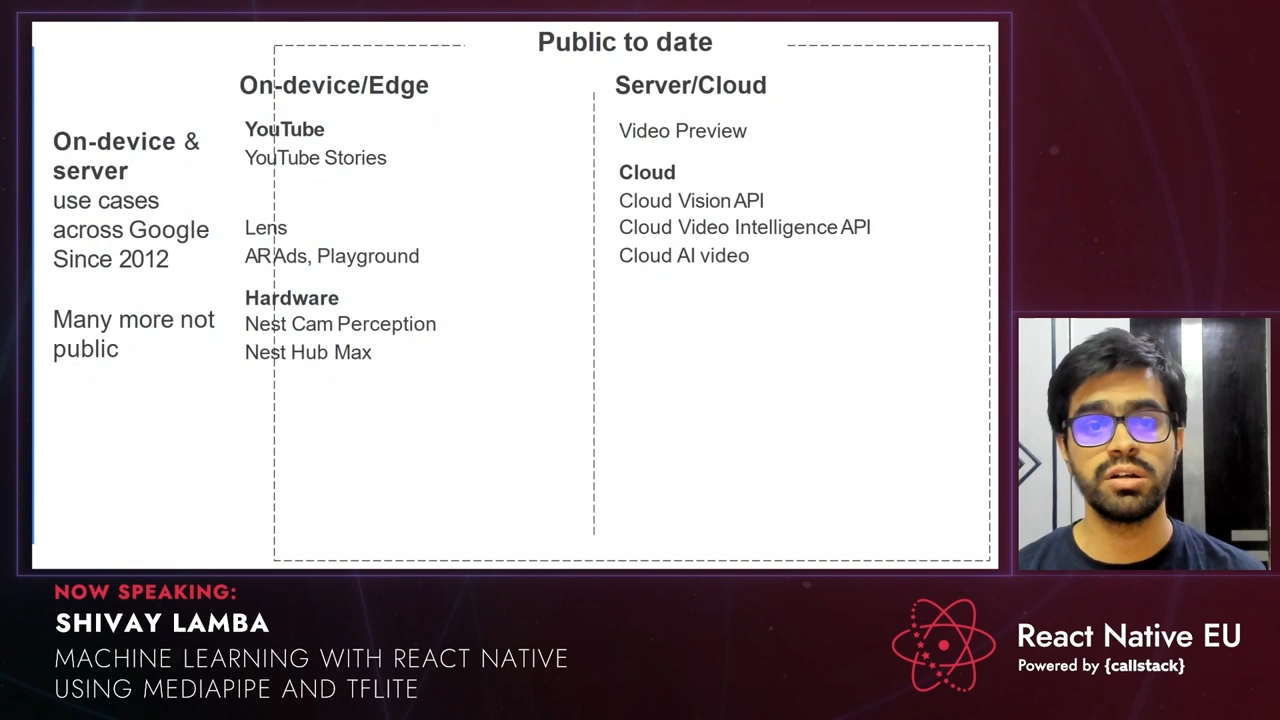 Public to date
On-device/Edge
Server/Cloud
On-device & server
use cases
across Google
Since 2012
Many more not
public
YouTube
YouTube Stories
Lens
AR Ads, Playground
Hardware
Nest Cam Perception
Nest Hub Max
Video Preview
Cloud
Cloud Vision API
Cloud Video Intelligence API
Cloud AI video
NOW SPEAKING:
SHIVAY LAMBA
MACHINE LEARNING WITH REACT NATIVE
USING MEDIAPIPE AND TFLITE
React Native EU
Powered by {callstack}